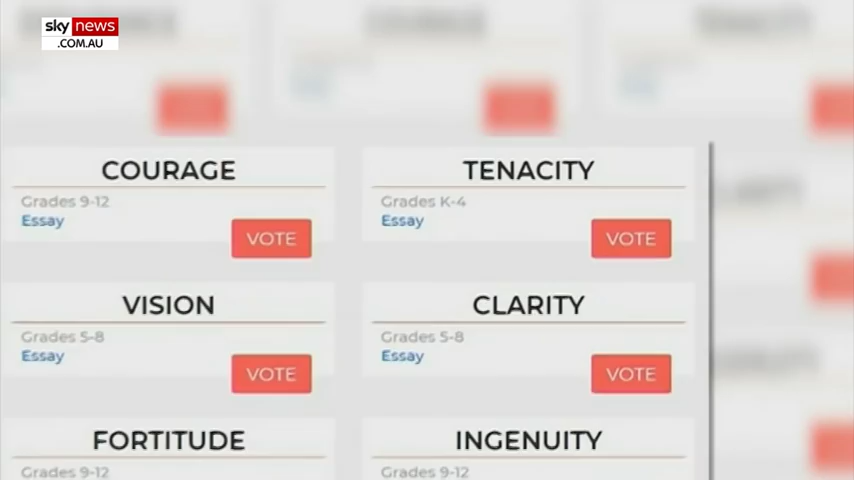 sky news
.COM.AU
COURAGE
Grades 9-12
Essay
VOTE
TENACITY
Grades K-4
Essay
VOTE
VISION
Grades 5-8
Essay
VOTE
CLARITY
Grades 5-8
Essay
VOTE
FORTITUDE
Grades 9-12
INGENUITY
Grades 9-12